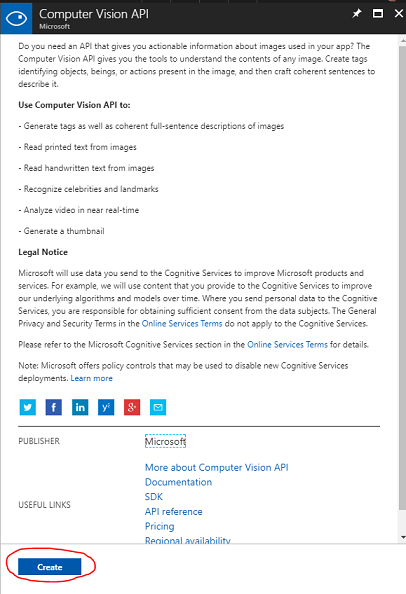 Computer Vision API
Microsoft
Do you need an API that gives you actionable information about images used in your app? The
Computer Vision API gives you the tools to understand the contents of any image. Create tags
identifying objects, beings, or actions present in the image, and then craft coherent sentences to
describe it.
Use Computer Vision API to:
- Generate tags as well as coherent full-sentence descriptions of images
- Read printed text from images
- Read handwritten text from images
- Recognize celebrities and landmarks
- Analyze video in near real-time
- Generate a thumbnail
Legal Notice
Microsoft will use data you send to the Cognitive Services to improve Microsoft products and
services. For example, we will use content that you provide to the Cognitive Services to improve
our underlying algorithms and models over time. Where you send personal data to the Cognitive
Services, you are responsible for obtaining sufficient consent from the data subjects. The General
Privacy and Security Terms in the Online Services Terms do not apply to the Cognitive Services.
Please refer to the Microsoft Cognitive Services section in the Online Services Terms for details.
Note: Microsoft offers policy controls that may be used to disable new Cognitive Services
deployments. Learn more
PUBLISHER Microsoft
More about Computer Vision API
Documentation
SDK
USEFUL LINKS API reference
Pricing
Regional availability
Create